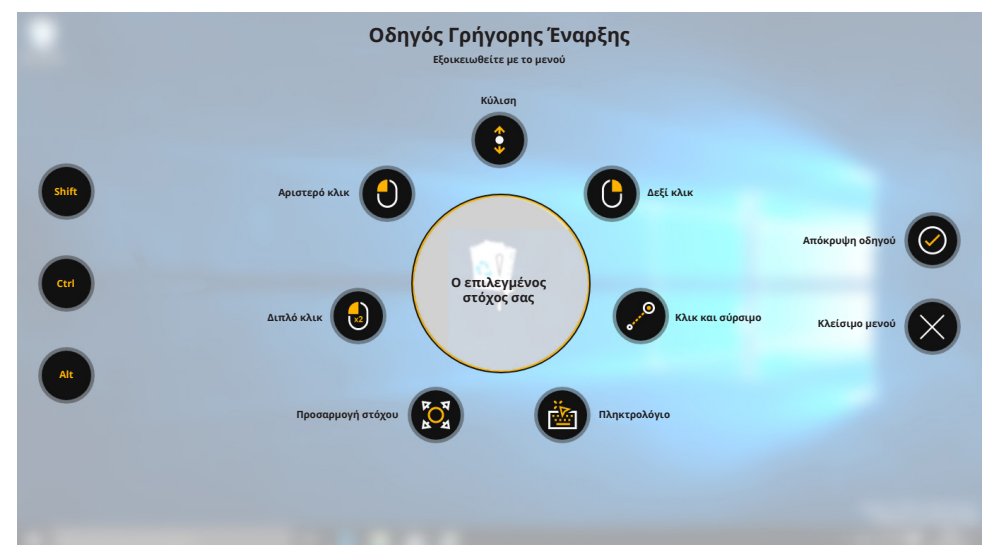 Οδηγός Γρήγορης Έναρξης
Εξοικειωθείτε με το μενού
Κύλιση
Shift
Αριστερό κλικ
Δεξί κλικ
Απόκρυψη οδηγού
Ctrl
Ο επιλεγμένος
στόχος σας
Διπλό κλικ
x2
Κλικ και σύρσιμο
Κλείσιμο μενού
Alt
Προσαρμογή στόχου
Πληκτρολόγιο